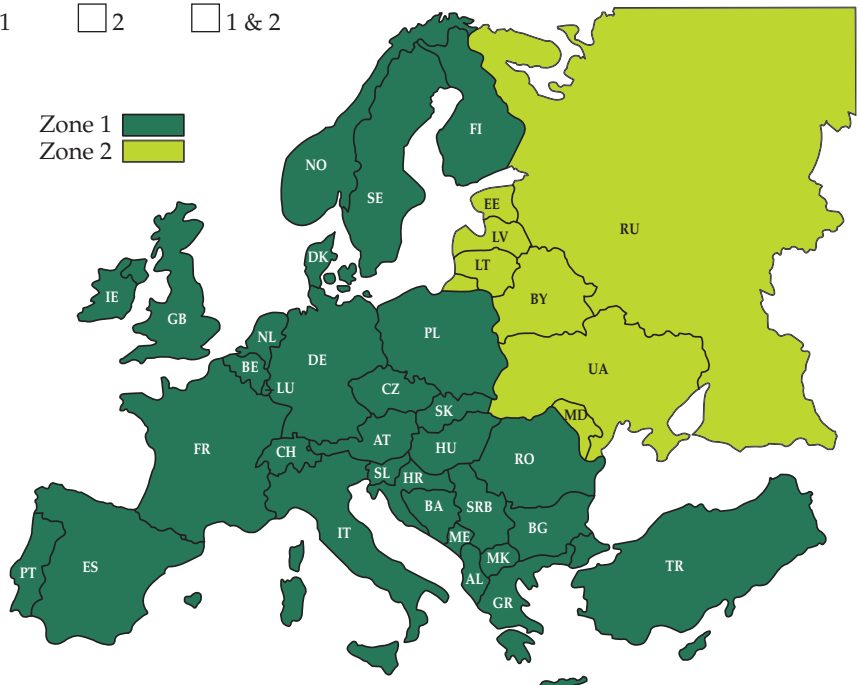 1 2 1 & 2
Zone 1
Zone 2
FI
NO
SE
EE
RU
LV
DK
LT
IE
BY
GB
NL
PL
DE
BE
UA
LU
CZ
SK
MD
AT
HU
FR
CH
RO
SL
HR
BA
SRB
BG
IT
ME
MK
PT
ES
TR
AL
GR